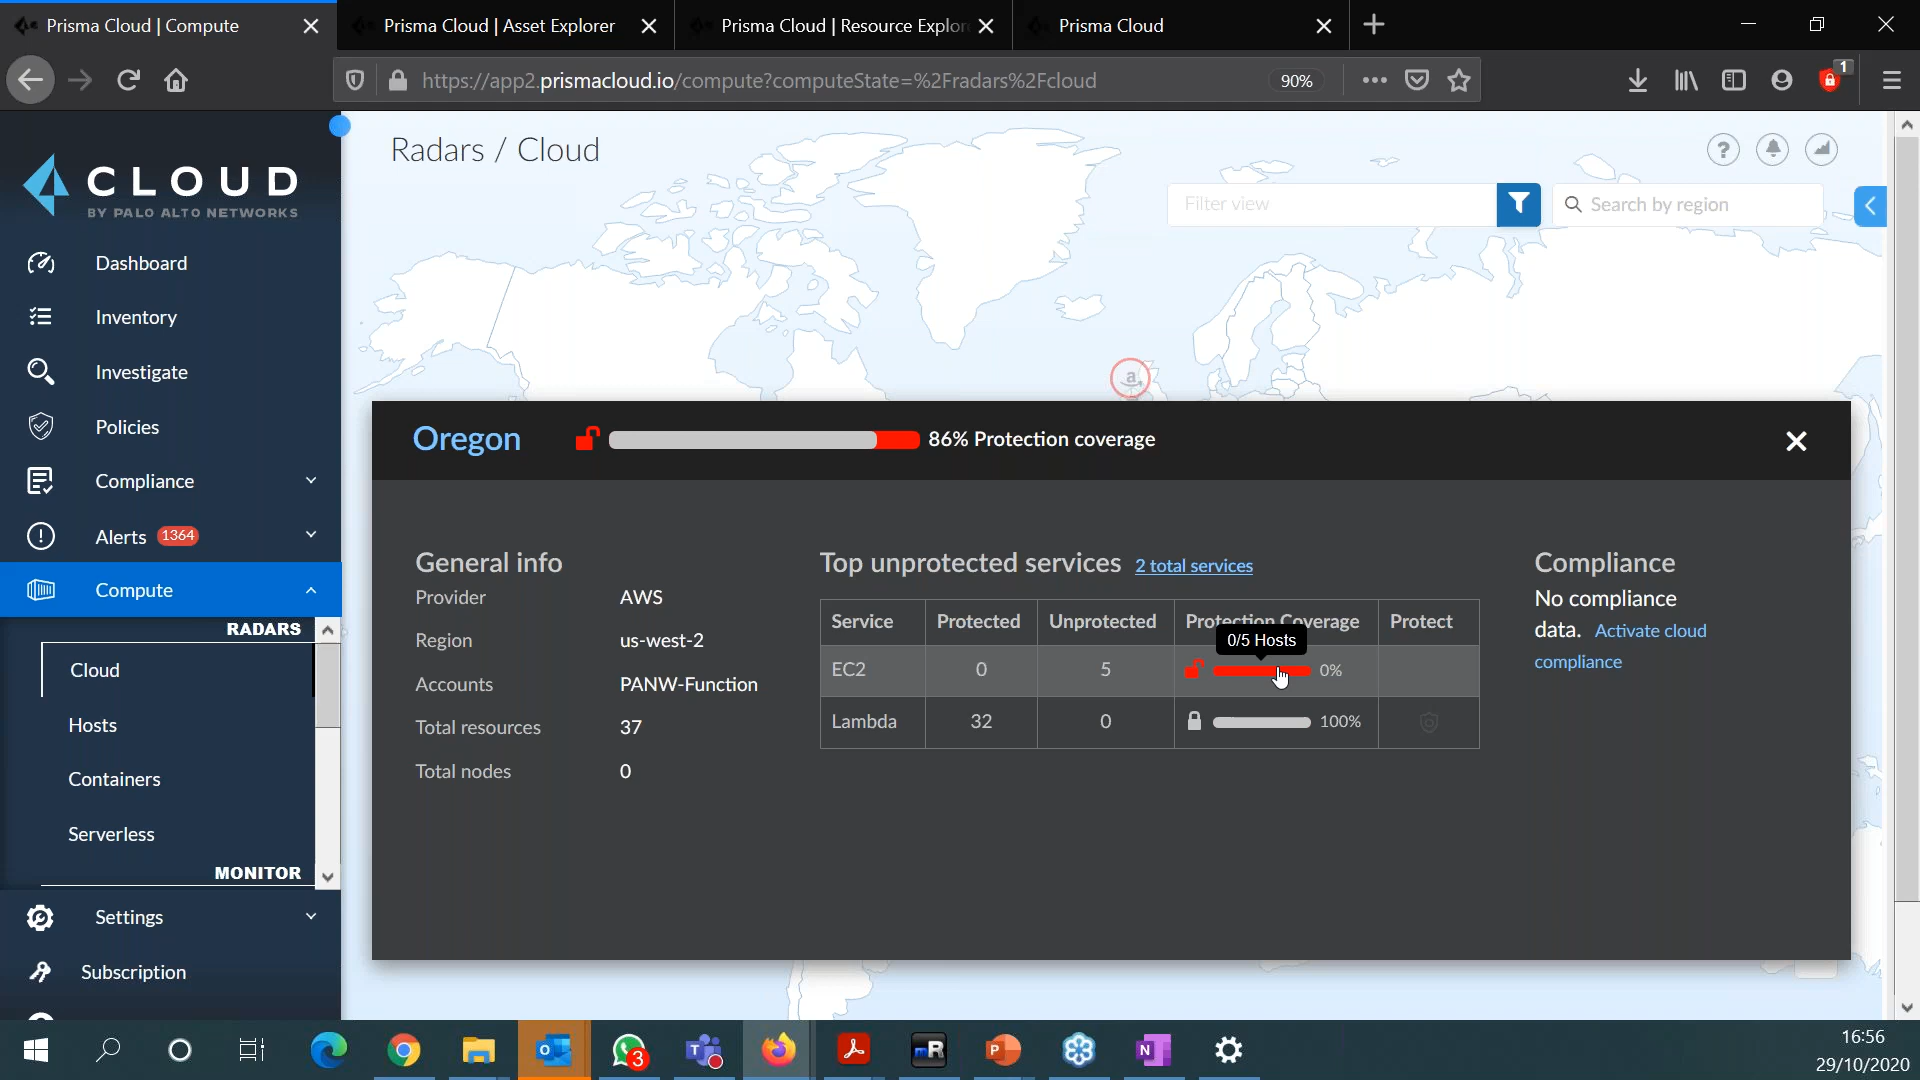 Prisma Cloud | Compute
Prisma Cloud | Asset Explorer
Prisma Cloud | Resource Explor
Prisma Cloud
https://app2.prismacloud.io/compute?computeState=%2Fradars%2Fcloud
90%
1
CLOUD
BY PALO ALTO NETWORKS
Dashboard
Inventory
Investigate
Policies
Compliance
Alerts 1364
Compute
RADARS
Cloud
Hosts
Containers
Serverless
MONITOR
Settings
Subscription
Radars / Cloud
Filter view
Search by region
a
Oregon
86% Protection coverage
General info
Provider AWS
Region us-west-2
Accounts PANW-Function
Total resources 37
Total nodes 0
Top unprotected services 2 total services
Service Protected Unprotected Protection Coverage Protect
0/5 Hosts
EC2 0 5 0%
Lambda 32 0 100%
Compliance
No compliance
data. Activate cloud
compliance
3
mR
16:56
29/10/2020